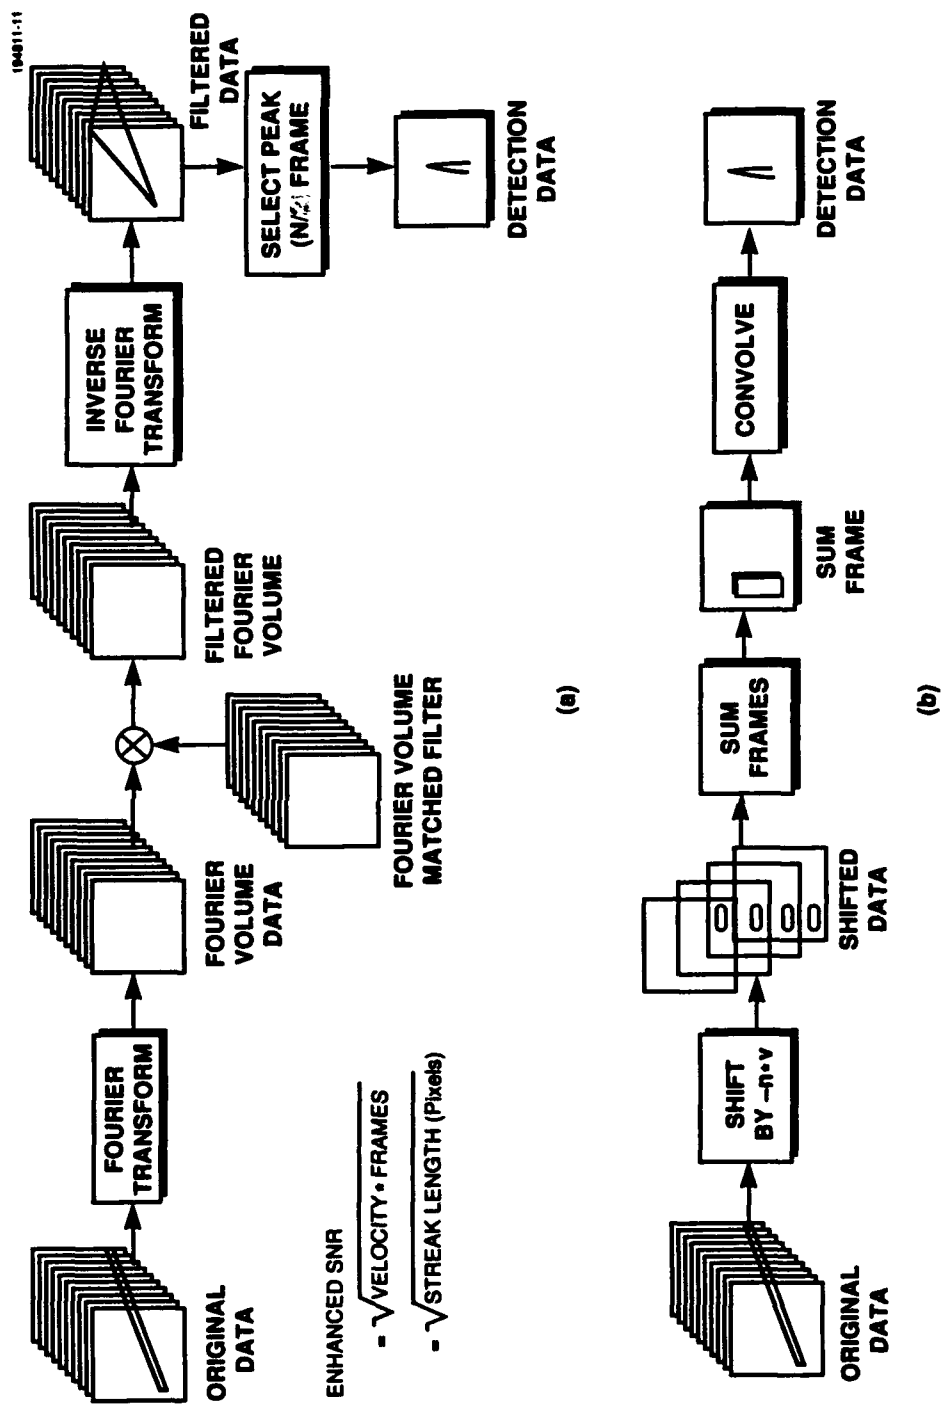 194811-11
ORIGINAL
DATA
FOURIER
TRANSFORM
FOURIER
VOLUME
DATA
FOURIER VOLUME
MATCHED FILTER
FILTERED
FOURIER
VOLUME
INVERSE
FOURIER
TRANSFORM
FILTERED
DATA
SELECT PEAK
(N/2) FRAME
DETECTION
DATA
ENHANCED SNR
= √VELOCITY * FRAMES
= √STREAK LENGTH (Pixels)
(a)
ORIGINAL
DATA
SHIFT
BY –n•v
SHIFTED
DATA
SUM
FRAMES
SUM
FRAME
CONVOLVE
DETECTION
DATA
(b)